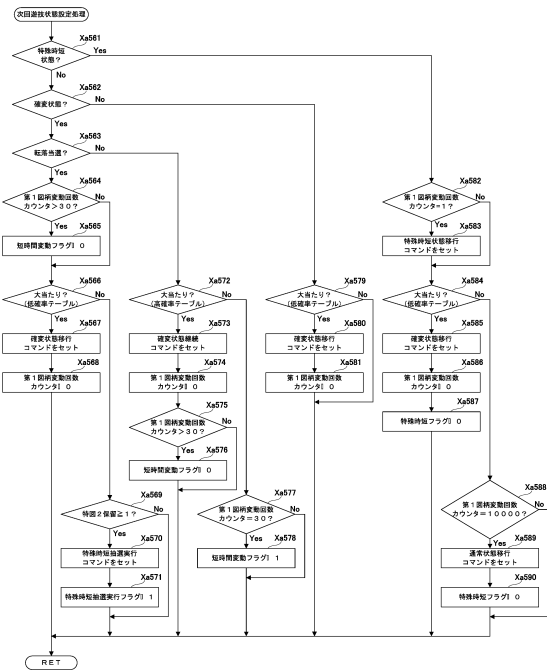 次回遊技状態設定処理
Xa561
特殊時短
状態？
Yes
No
Xa562
確変状態？
No
Yes
Xa563
転落当選？
No
Yes
Xa564
第１図柄変動回数
カウンタ＞３０？
No
Yes
Xa565
短時間変動フラグ⇐０
Xa566
大当たり？
（低確率テーブル）
No
Yes
Xa567
確変状態移行
コマンドをセット
Xa568
第１図柄変動回数
カウンタ⇐０
Xa569
特図２保留≧１？
No
Yes
Xa570
特殊時短抽選実行
コマンドをセット
Xa571
特殊時短抽選実行フラグ⇐１
Xa572
大当たり？
（高確率テーブル）
No
Yes
Xa573
確変状態継続
コマンドをセット
Xa574
第１図柄変動回数
カウンタ⇐０
Xa575
第１図柄変動回数
カウンタ＞３０？
No
Yes
Xa576
短時間変動フラグ⇐０
Xa577
第１図柄変動回数
カウンタ＝３０？
No
Yes
Xa578
短時間変動フラグ⇐１
Xa579
大当たり？
（低確率テーブル）
No
Yes
Xa580
確変状態移行
コマンドをセット
Xa581
第１図柄変動回数
カウンタ⇐０
Xa582
第１図柄変動回数
カウンタ＝１？
No
Yes
Xa583
特殊時短状態移行
コマンドをセット
Xa584
大当たり？
（低確率テーブル）
No
Yes
Xa585
確変状態移行
コマンドをセット
Xa586
第１図柄変動回数
カウンタ⇐０
Xa587
特殊時短フラグ⇐０
Xa588
第１図柄変動回数
カウンタ＝１００００？
No
Yes
Xa589
通常状態移行
コマンドをセット
Xa590
特殊時短フラグ⇐０
ＲＥＴ